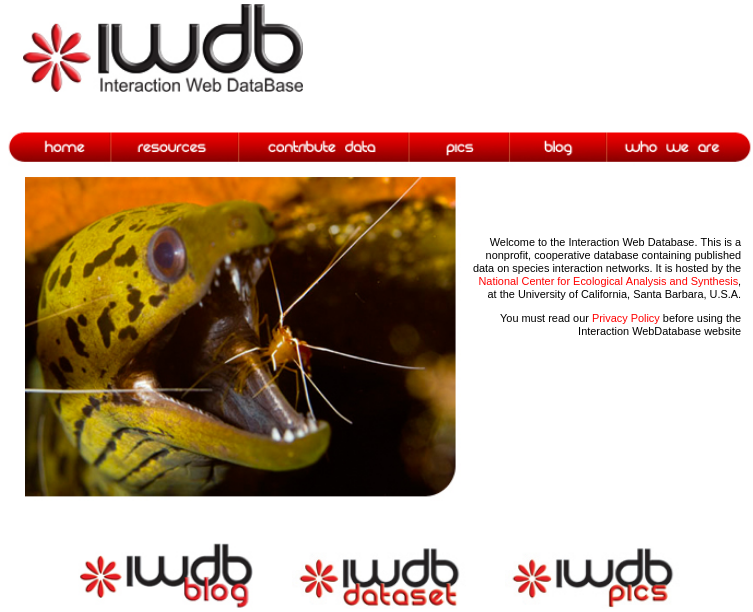 iwdb
Interaction Web DataBase
home resources contribute data pics blog who we are
Welcome to the Interaction Web Database. This is a
nonprofit, cooperative database containing published
data on species interaction networks. It is hosted by the
National Center for Ecological Analysis and Synthesis,
at the University of California, Santa Barbara, U.S.A.
You must read our Privacy Policy before using the
Interaction WebDatabase website
iwdb iwdb iwdb
blog dataset pics